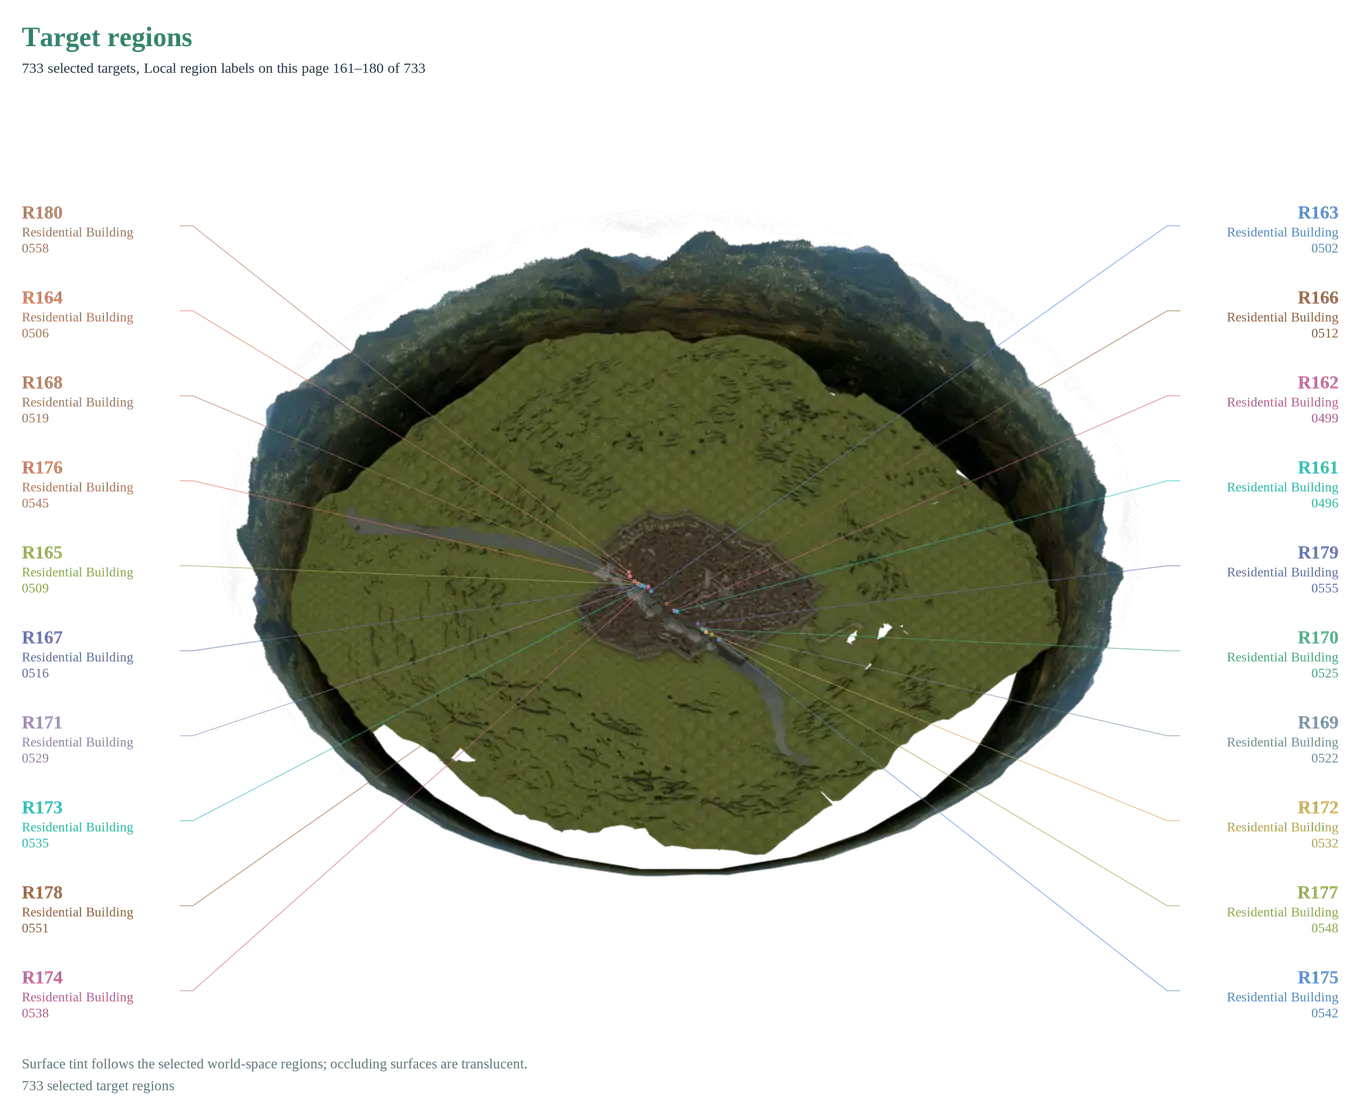 Target regions
733 selected targets, Local region labels on this page 161–180 of 733
R180
Residential Building
0558
R164
Residential Building
0506
R168
Residential Building
0519
R176
Residential Building
0545
R165
Residential Building
0509
R167
Residential Building
0516
R171
Residential Building
0529
R173
Residential Building
0535
R178
Residential Building
0551
R174
Residential Building
0538
R163
Residential Building
0502
R166
Residential Building
0512
R162
Residential Building
0499
R161
Residential Building
0496
R179
Residential Building
0555
R170
Residential Building
0525
R169
Residential Building
0522
R172
Residential Building
0532
R177
Residential Building
0548
R175
Residential Building
0542
Surface tint follows the selected world-space regions; occluding surfaces are translucent.
733 selected target regions